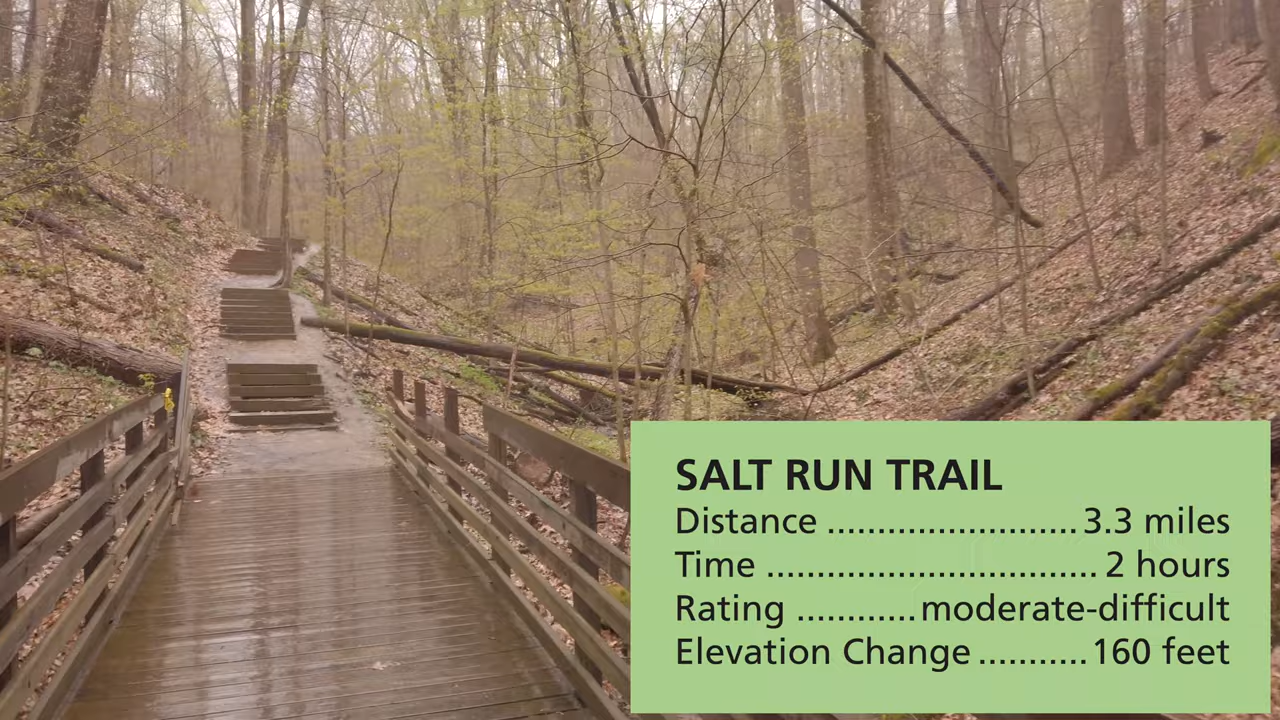 SALT RUN TRAIL
Distance ......................... 3.3 miles
Time ................................. 2 hours
Rating ............ moderate-difficult
Elevation Change ........... 160 feet